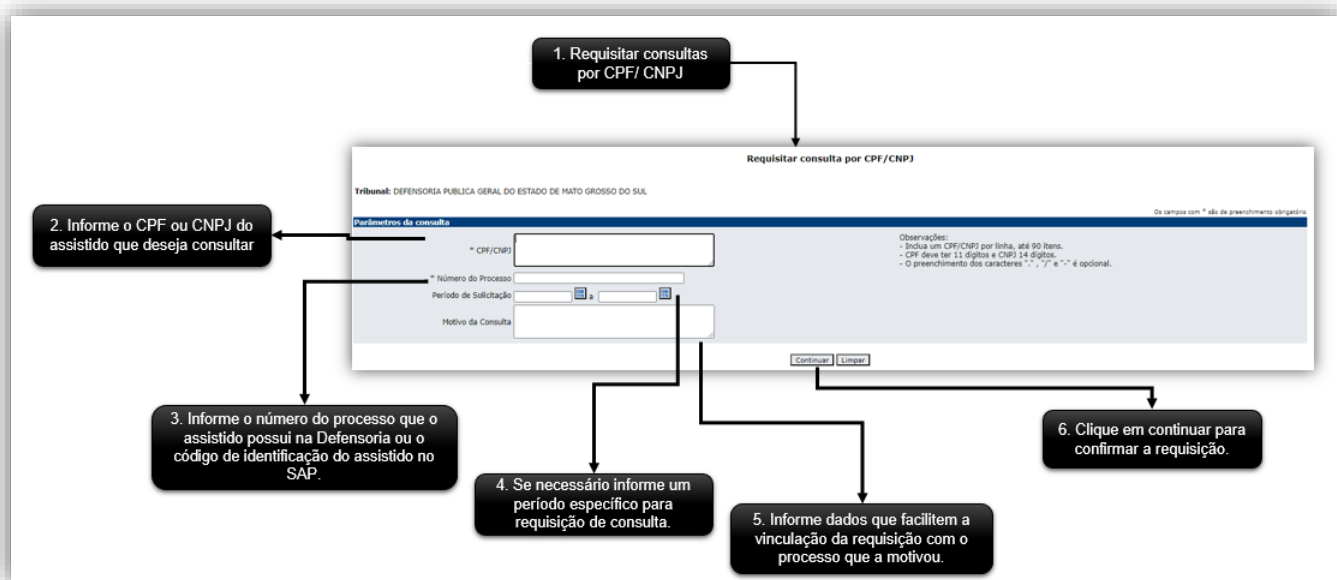 1. Requisitar consultas
por CPF/ CNPJ
Requisitar consulta por CPF/CNPJ
Tribunal: DEFENSORIA PUBLICA GERAL DO ESTADO DE MATO GROSSO DO SUL
Os campos com * são de preenchimento obrigatório
Parâmetros da consulta
2. Informe o CPF ou CNPJ do
assistido que deseja consultar
* CPF/CNPJ
Observações:
- Inclua um CPF/CNPJ por linha, até 90 itens.
- CPF deve ter 11 dígitos e CNPJ 14 dígitos.
- O preenchimento dos caracteres "." , "/" e "-" é opcional.
* Número do Processo
Período de Solicitação a
Motivo da Consulta
Continuar Limpar
3. Informe o número do processo que o
assistido possui na Defensoria ou o
código de identificação do assistido no
SAP.
4. Se necessário informe um
período específico para
requisição de consulta.
5. Informe dados que facilitem a
vinculação da requisição com o
processo que a motivou.
6. Clique em continuar para
confirmar a requisição.